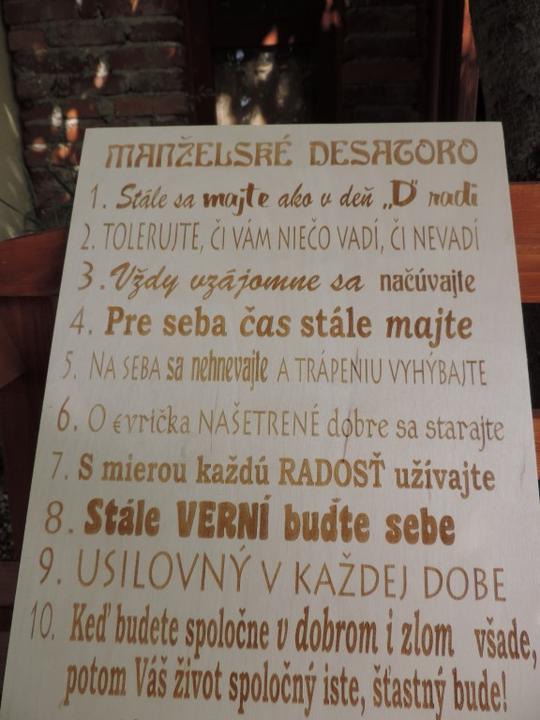 MANŽELSKÉ DESATORO
1. Stále sa majte ako v deň „D" radi
2. TOLERUJTE, ČI VÁM NIEČO VADÍ, ČI NEVADÍ
3. Vždy vzájomne sa načúvajte
4. Pre seba čas stále majte
5. NA SEBA sa nehnevajte A TRÁPENIU VYHÝBAJTE
6. O €vrička NAŠETRENÉ dobre sa starajte
7. S mierou každú RADOSŤ užívajte
8. Stále VERNÍ buďte sebe
9. USILOVNÝ V KAŽDEJ DOBE
10. Keď budete spoločne v dobrom i zlom všade,
potom Váš život spoločný iste, šťastný bude!